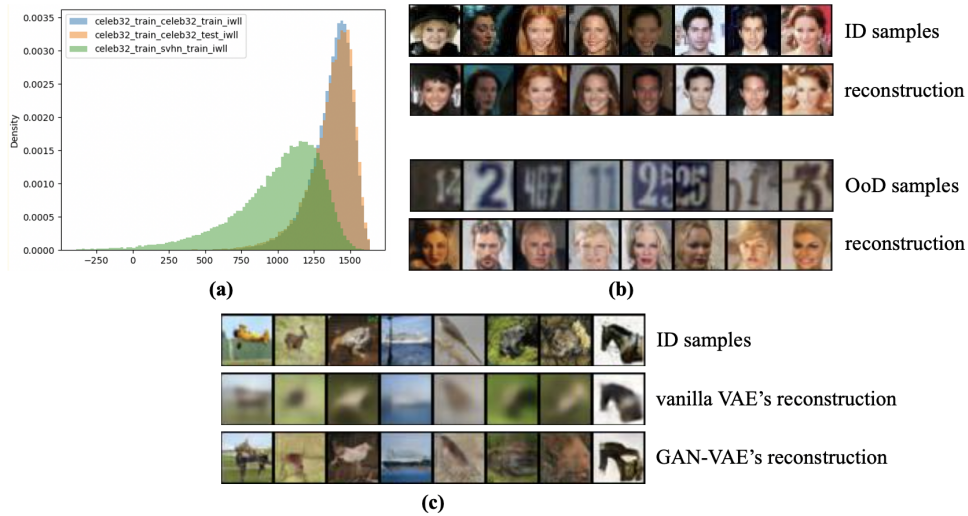 celeb32_train_celeb32_train_iwll
celeb32_train_celeb32_test_iwll
celeb32_train_svhn_train_iwll
Density
0.0035
0.0030
0.0025
0.0020
0.0015
0.0010
0.0005
0.0000
−250 0 250 500 750 1000 1250 1500
(a)
ID samples
reconstruction
2
OoD samples
reconstruction
(b)
ID samples
vanilla VAE's reconstruction
GAN-VAE's reconstruction
(c)